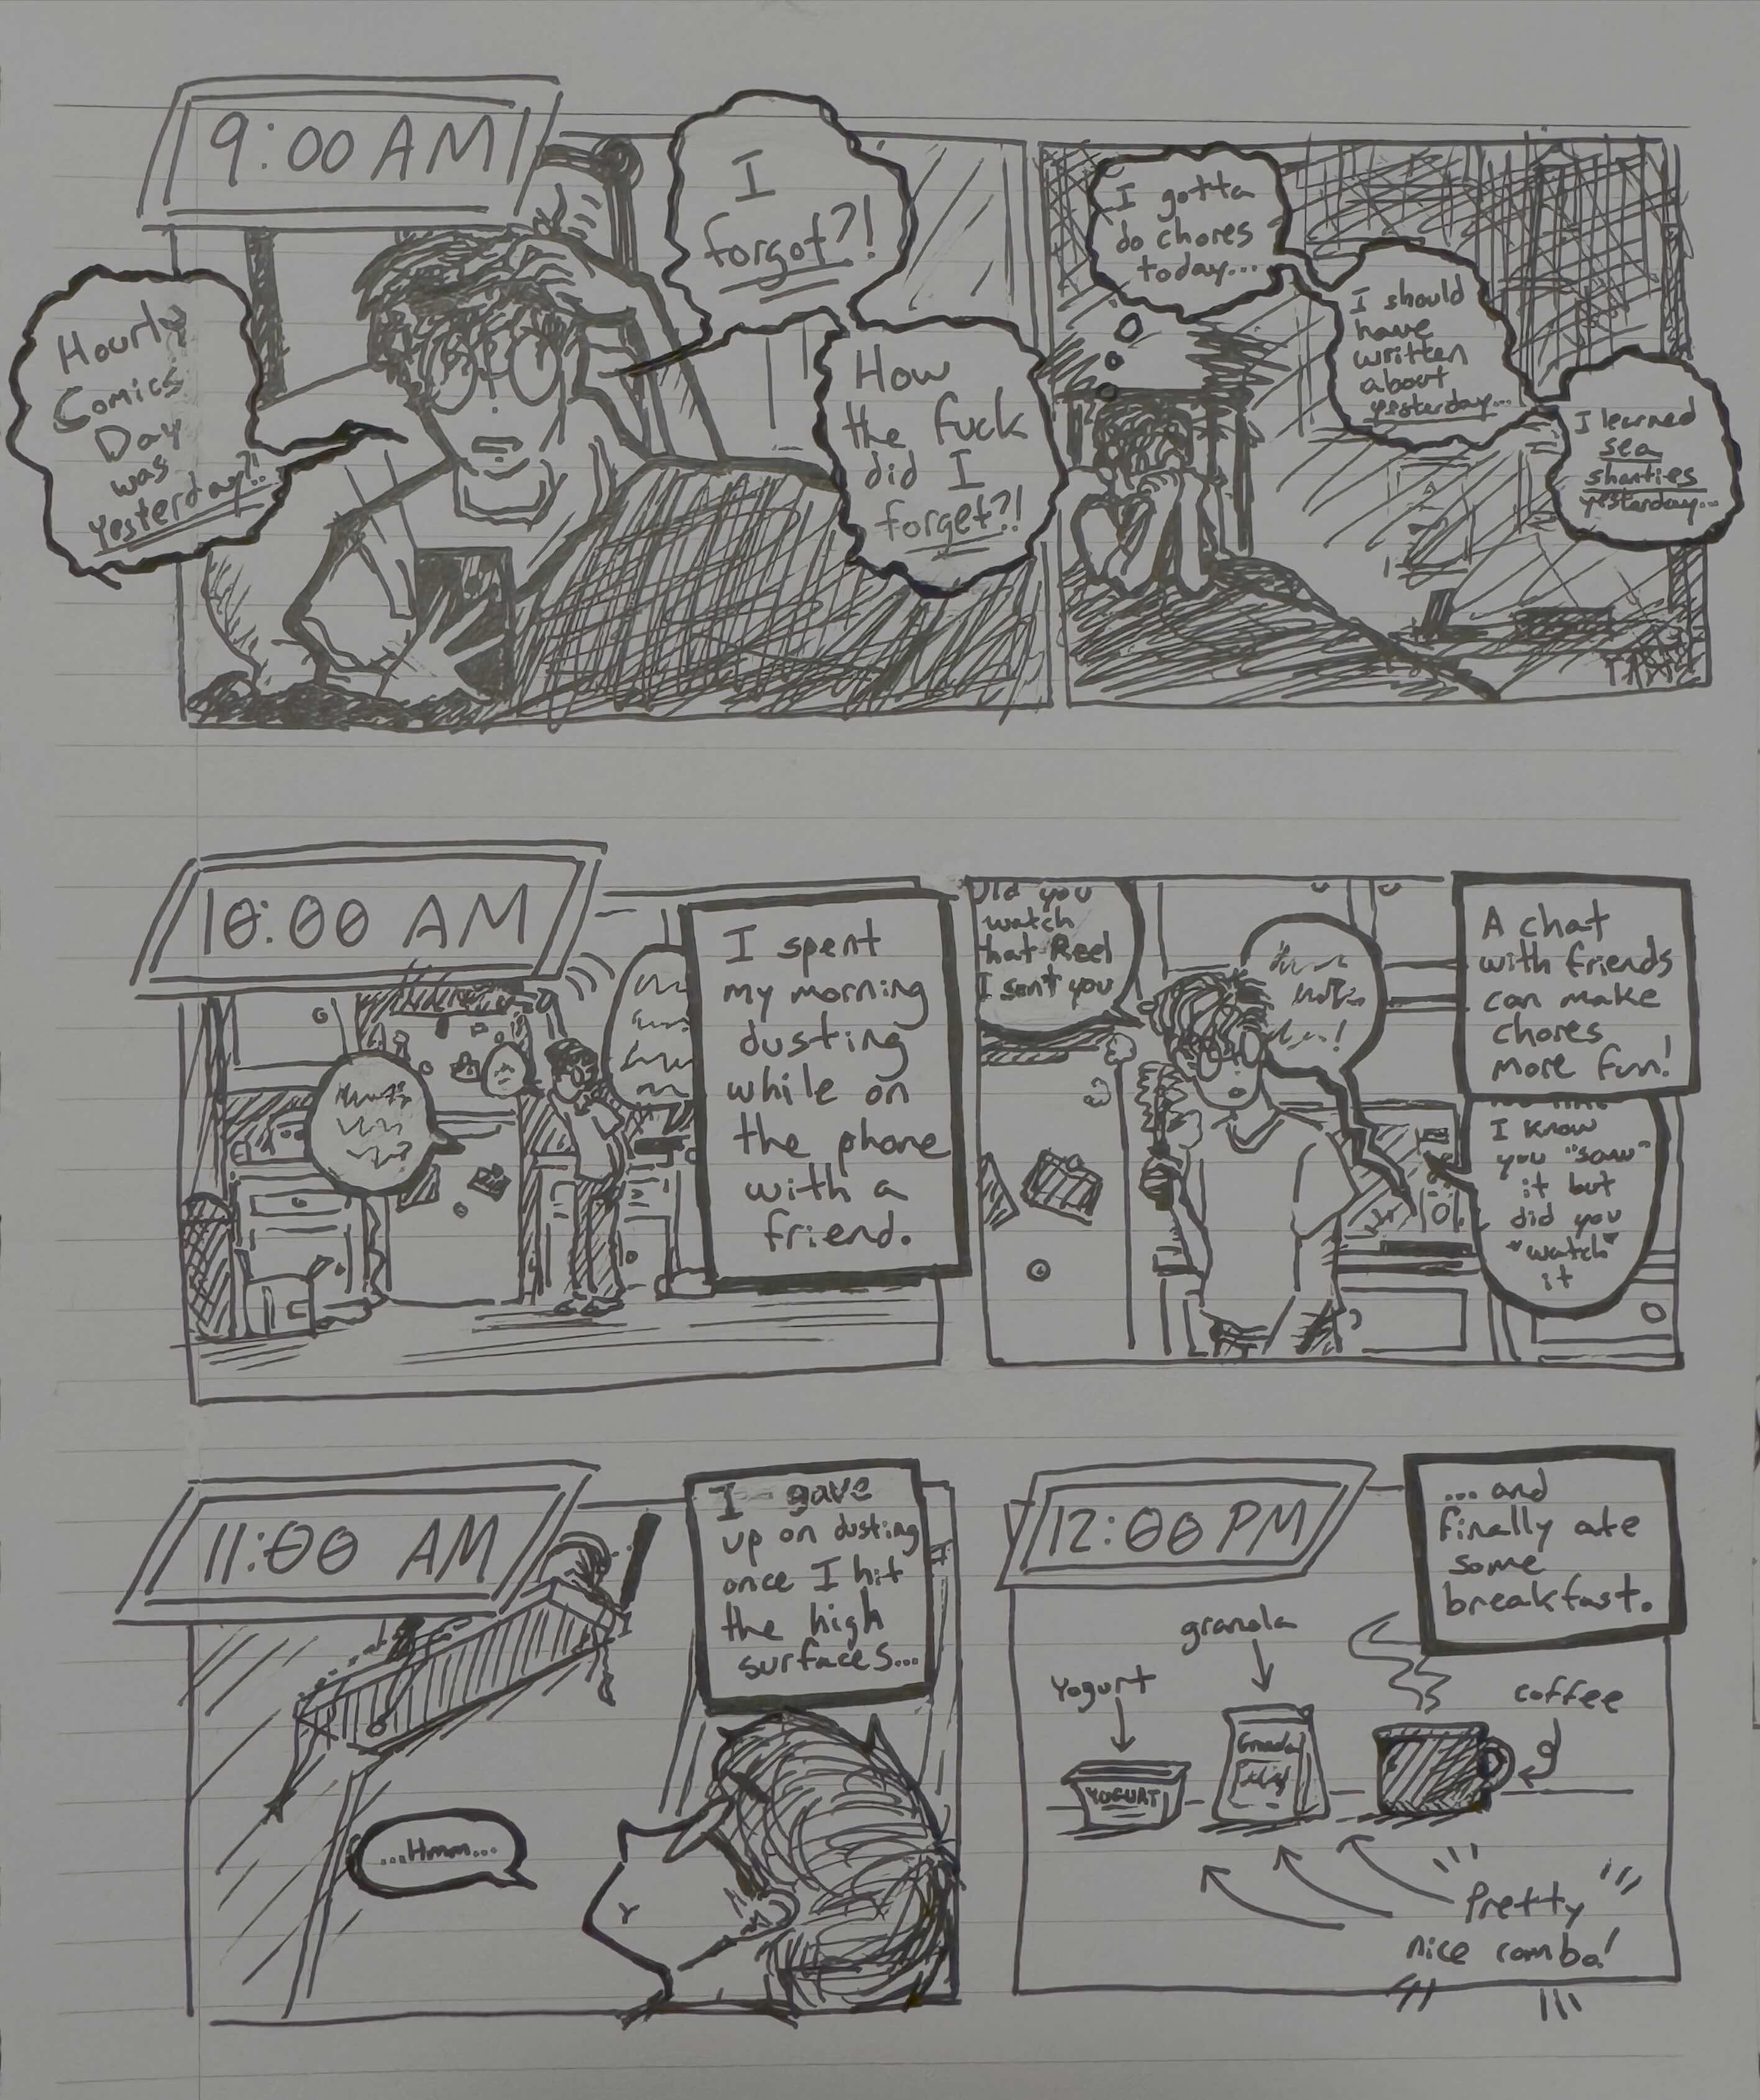 9:00 AM
Hourly
Comics
Day
was
yesterday?!
I
forgot?!
How
the fuck
did I
forget?!
I gotta
do chores
today...
I should
have
written
about
yesterday...
I learned
sea
shanties
yesterday...
10:00 AM
I spent
my morning
dusting
while on
the phone
with a
friend.
Did you
watch
that Reel
I sent you
A chat
with friends
can make
chores
more fun!
I know
you "saw"
it but
did you
"watch"
it
11:00 AM
I gave
up on dusting
once I hit
the high
surfaces...
...Hmm...
12:00 PM
... and
finally ate
some
breakfast.
granola
Yogurt
coffee
Granola
YOGURT
Pretty
nice combo!